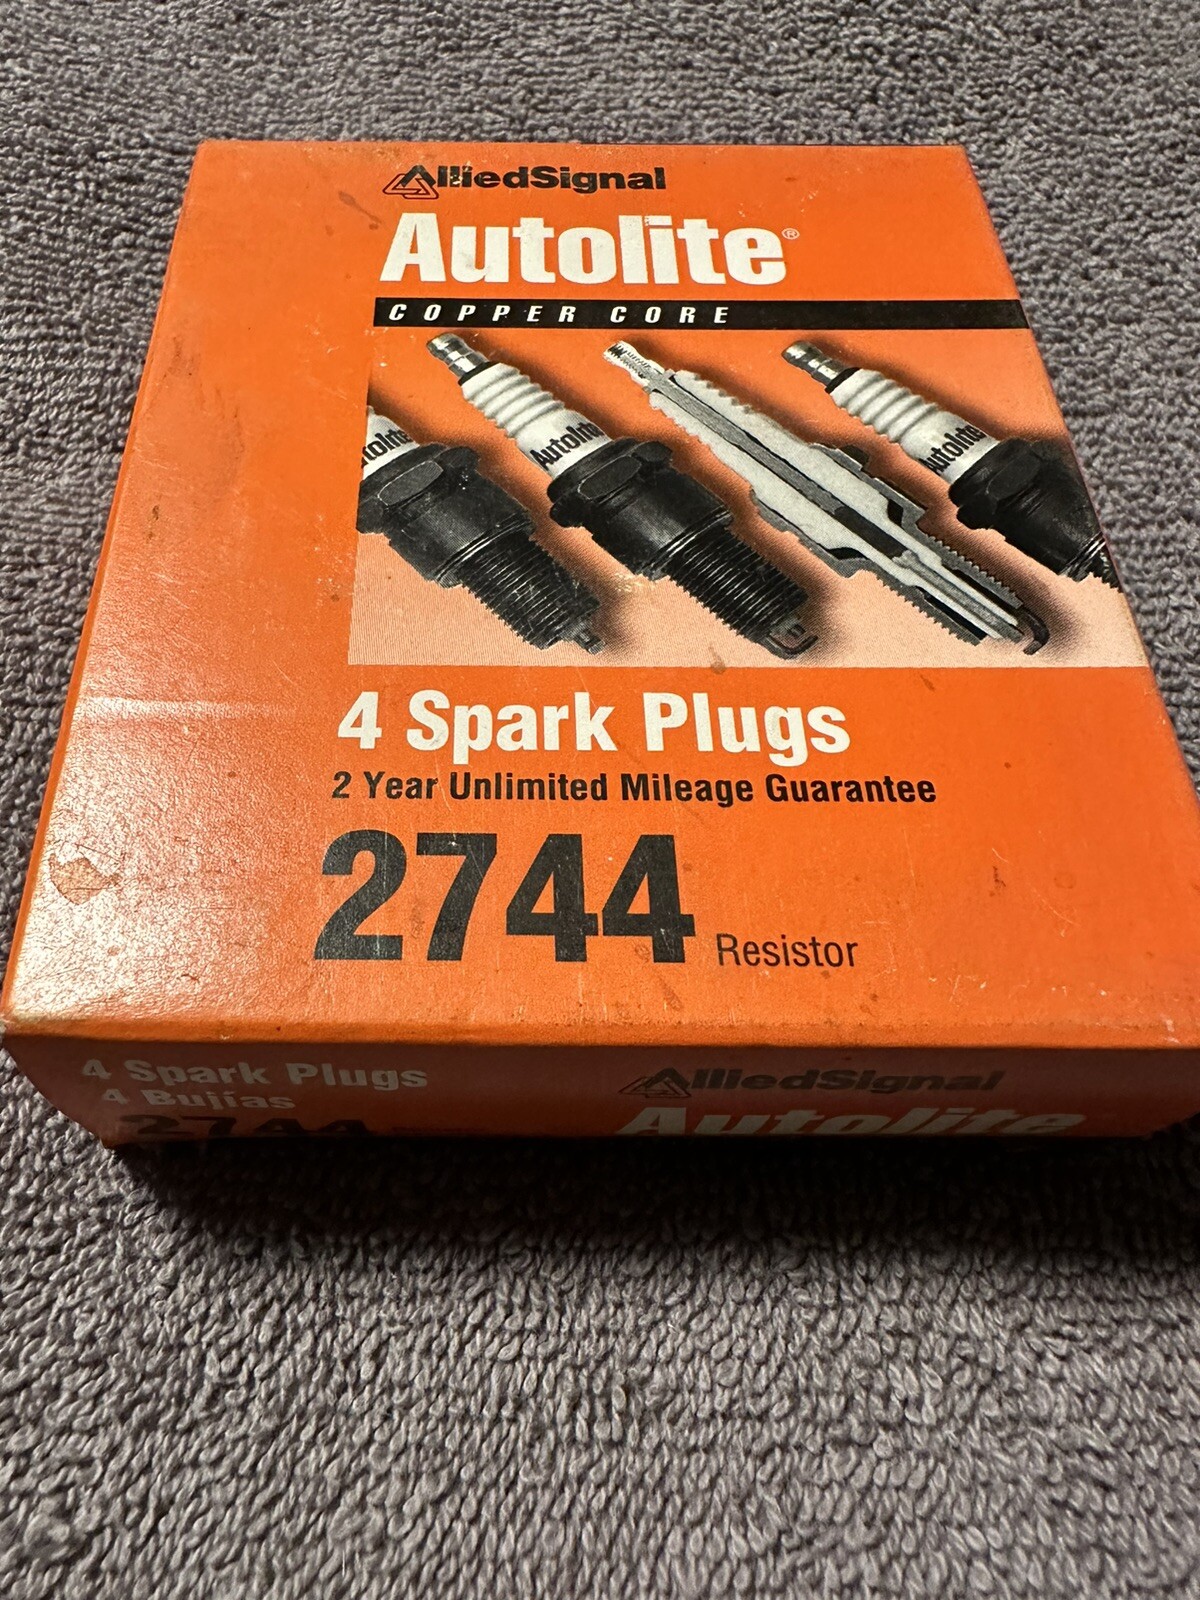 AlliedSignal
Autolite®
COPPER CORE
Autolite
Autolite
Autolite
4 Spark Plugs
2 Year Unlimited Mileage Guarantee
2744 Resistor
4 Spark Plugs
4 Bujías
2744
AlliedSignal
Autolite